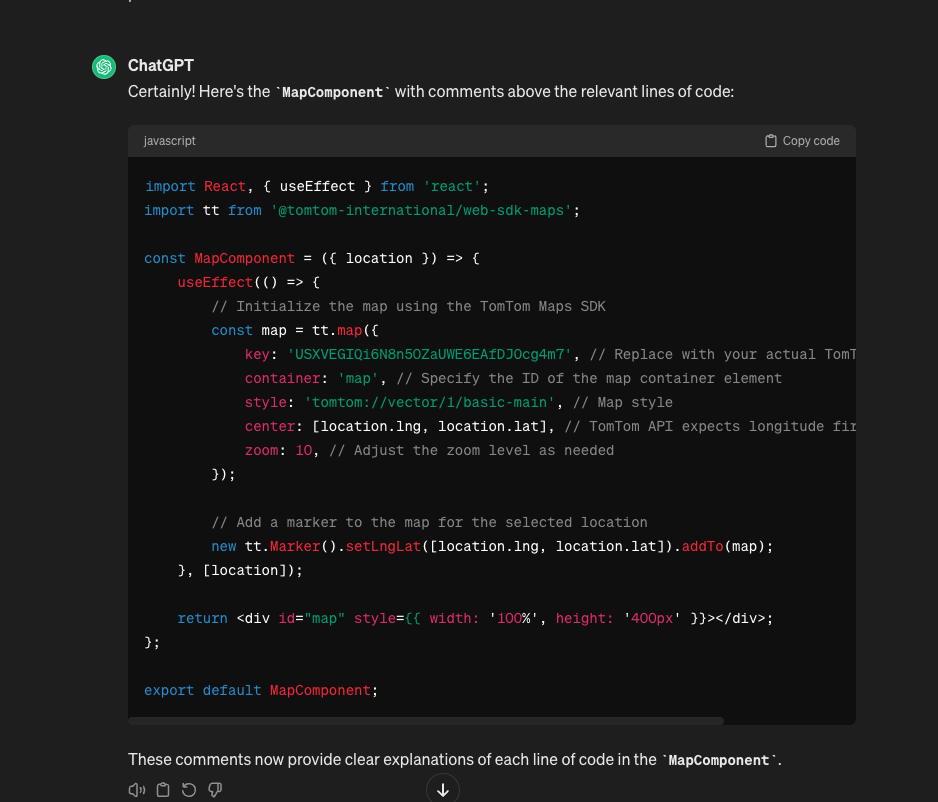 ChatGPT
Certainly! Here's the `MapComponent` with comments above the relevant lines of code:
javascript
Copy code
import React, { useEffect } from 'react';
import tt from '@tomtom-international/web-sdk-maps';
const MapComponent = ({ location }) => {
useEffect(() => {
// Initialize the map using the TomTom Maps SDK
const map = tt.map({
key: 'USXVEGIQi6N8n5OZaUWE6EAfDJOcg4m7', // Replace with your actual TomT
container: 'map', // Specify the ID of the map container element
style: 'tomtom://vector/1/basic-main', // Map style
center: [location.lng, location.lat], // TomTom API expects longitude fir
zoom: 10, // Adjust the zoom level as needed
});
// Add a marker to the map for the selected location
new tt.Marker().setLngLat([location.lng, location.lat]).addTo(map);
}, [location]);
return <div id="map" style={{ width: '100%', height: '400px' }}></div>;
};
export default MapComponent;
These comments now provide clear explanations of each line of code in the `MapComponent`.